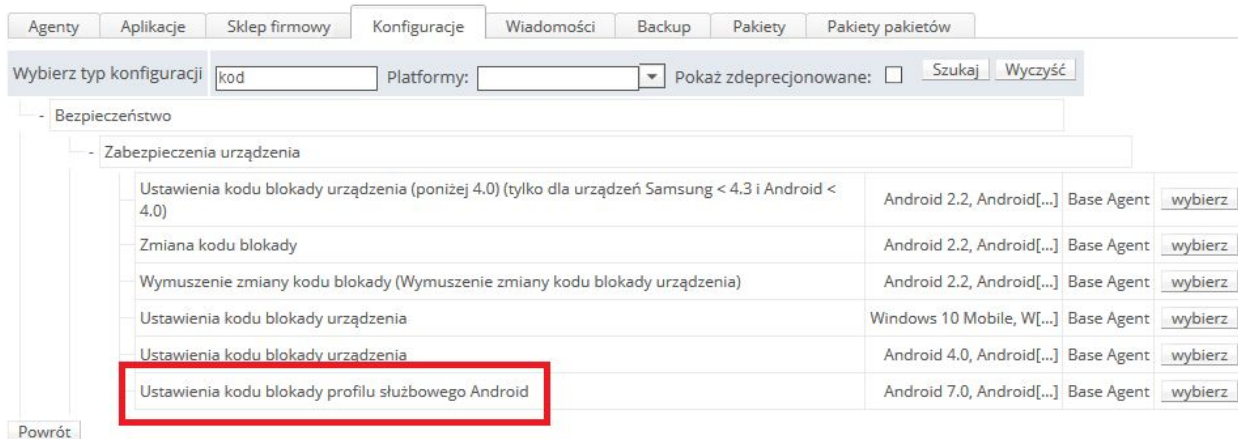 Agenty Aplikacje Sklep firmowy Konfiguracje Wiadomości Backup Pakiety Pakiety pakietów
Wybierz typ konfiguracji kod Platformy: Pokaż zdeprecjonowane: Szukaj Wyczyść
- Bezpieczeństwo
- Zabezpieczenia urządzenia
Ustawienia kodu blokady urządzenia (poniżej 4.0) (tylko dla urządzeń Samsung < 4.3 i Android <
4.0) Android 2.2, Android[...] Base Agent wybierz
Zmiana kodu blokady Android 2.2, Android[...] Base Agent wybierz
Wymuszenie zmiany kodu blokady (Wymuszenie zmiany kodu blokady urządzenia) Android 2.2, Android[...] Base Agent wybierz
Ustawienia kodu blokady urządzenia Windows 10 Mobile, W[...] Base Agent wybierz
Ustawienia kodu blokady urządzenia Android 4.0, Android[...] Base Agent wybierz
Ustawienia kodu blokady profilu służbowego Android Android 7.0, Android[...] Base Agent wybierz
Powrót